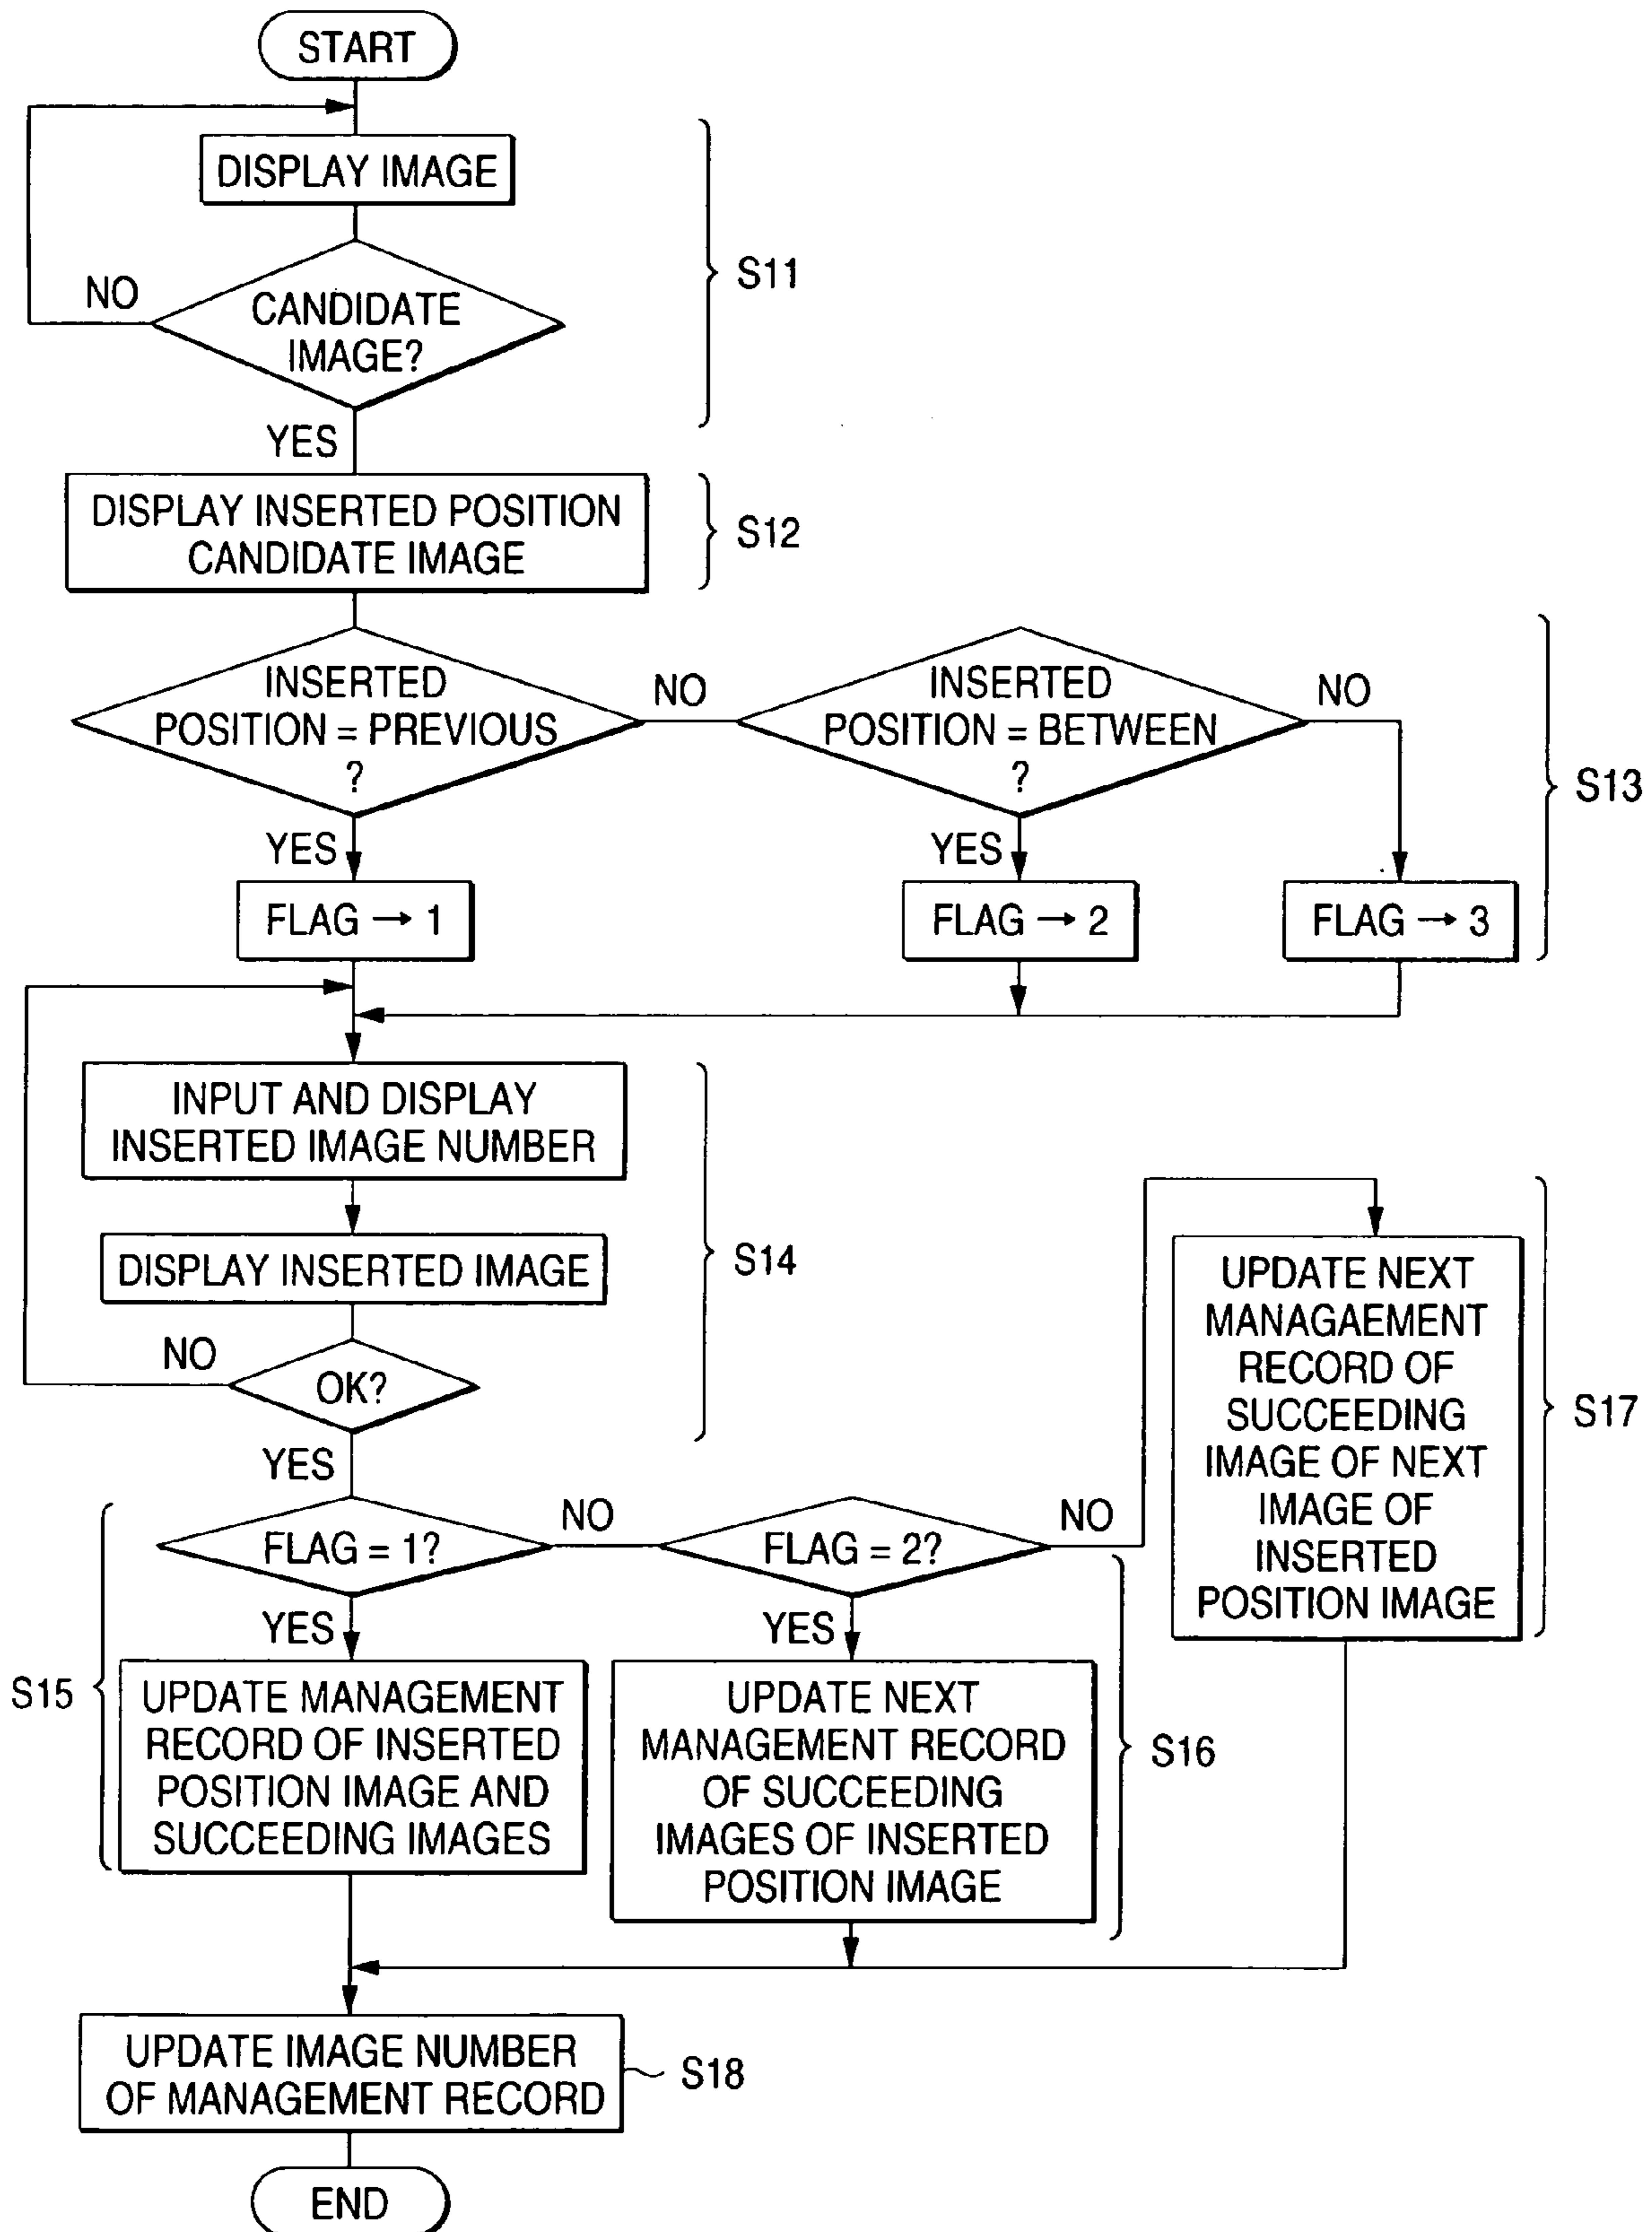 START
DISPLAY IMAGE
S11
NO
CANDIDATE
IMAGE?
YES
DISPLAY INSERTED POSITION
CANDIDATE IMAGE
S12
INSERTED
POSITION = PREVIOUS
?
NO
INSERTED
POSITION = BETWEEN
?
NO
S13
YES
YES
FLAG → 1
FLAG → 2
FLAG → 3
INPUT AND DISPLAY
INSERTED IMAGE NUMBER
DISPLAY INSERTED IMAGE
S14
NO
OK?
YES
UPDATE NEXT
MANAGAEMENT
RECORD OF
SUCCEEDING
IMAGE OF NEXT
IMAGE OF
INSERTED
POSITION IMAGE
S17
FLAG = 1?
NO
FLAG = 2?
NO
YES
YES
S15
UPDATE MANAGEMENT
RECORD OF INSERTED
POSITION IMAGE AND
SUCCEEDING IMAGES
UPDATE NEXT
MANAGEMENT RECORD
OF SUCCEEDING
IMAGES OF INSERTED
POSITION IMAGE
S16
UPDATE IMAGE NUMBER
OF MANAGEMENT RECORD
S18
END